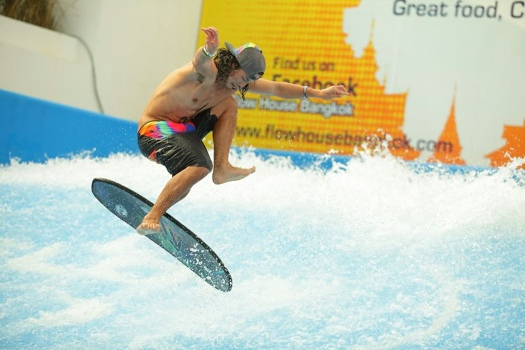 Great food, C
Find us on
Facebook
Flow House Bangkok
www.flowhousebangkok.com